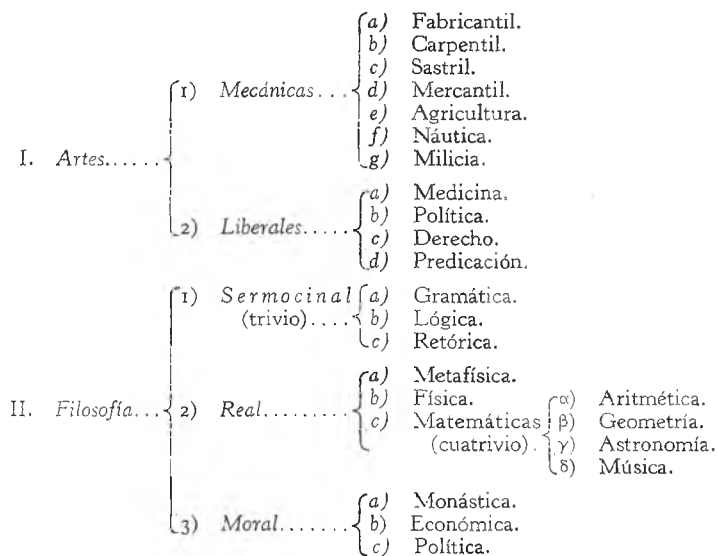 a) Fabricantil.
b) Carpentil.
c) Sastril.
1) Mecánicas... d) Mercantil.
e) Agricultura.
f) Náutica.
I. Artes...... g) Milicia.
a) Medicina.
2) Liberales..... b) Política.
c) Derecho.
d) Predicación.
1) Sermocinal a) Gramática.
(trivio).... b) Lógica.
c) Retórica.
a) Metafísica.
b) Física. α) Aritmética.
II. Filosofía... 2) Real........ c) Matemáticas β) Geometría.
(cuatrivio). γ) Astronomía.
δ) Música.
a) Monástica.
3) Moral....... b) Económica.
c) Política.